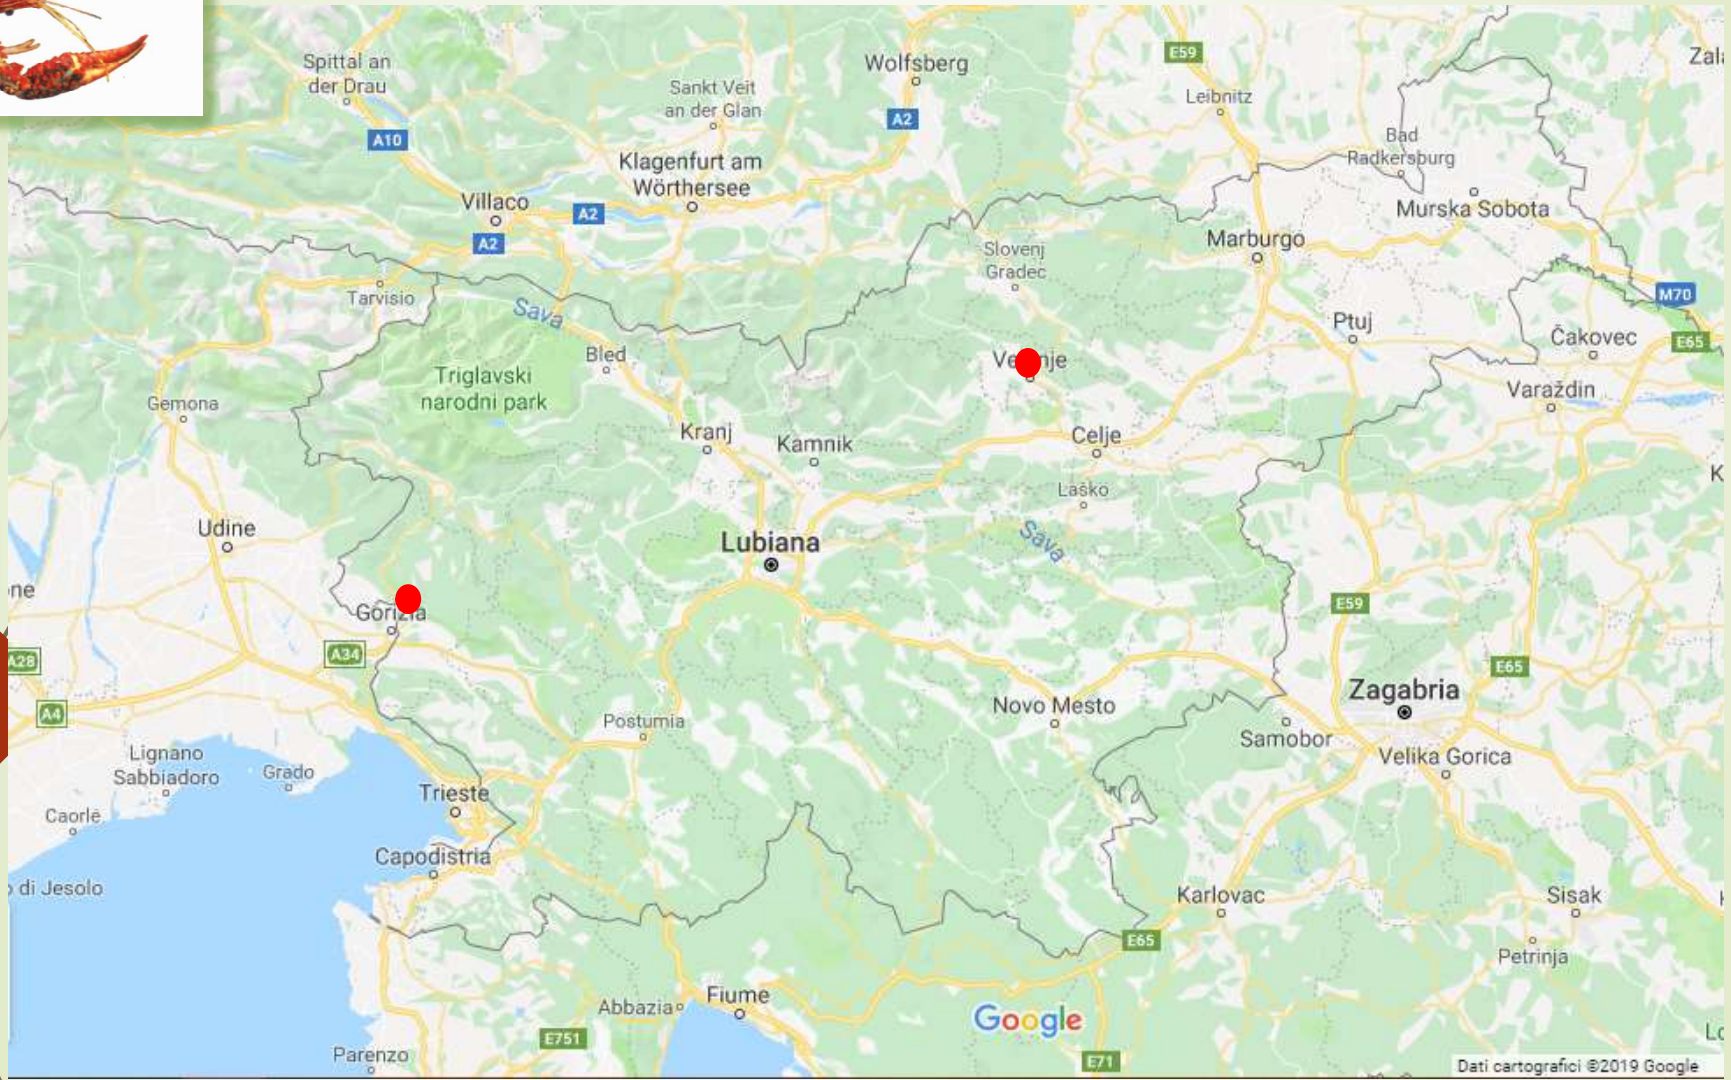 Spittal an
der Drau
Wolfsberg
E59
Sankt Veit
an der Glan
Leibnitz
A2
A10
Bad
Radkersburg
Klagenfurt am
Wörthersee
Villaco
A2
Murska Sobota
A2
Marburgo
Slovenj
Gradec
Tarvisio
Sava
M70
Ptuj
Čakovec
E65
Bled
Triglavski
narodni park
Varaždin
Gemona
Kranj
Kamnik
Celje
Laško
Udine
Lubiana
Sava
E59
Gorizia
A28
A34
E65
Zagabria
Novo Mesto
A4
Postumia
Samobor
Velika Gorica
Lignano
Sabbiadoro
Grado
Trieste
Caorle
Capodistria
di Jesolo
Karlovac
Sisak
E65
Petrinja
Abbazia
Fiume
Google
E751
Parenzo
E71
Dati cartografici ©2019 Google